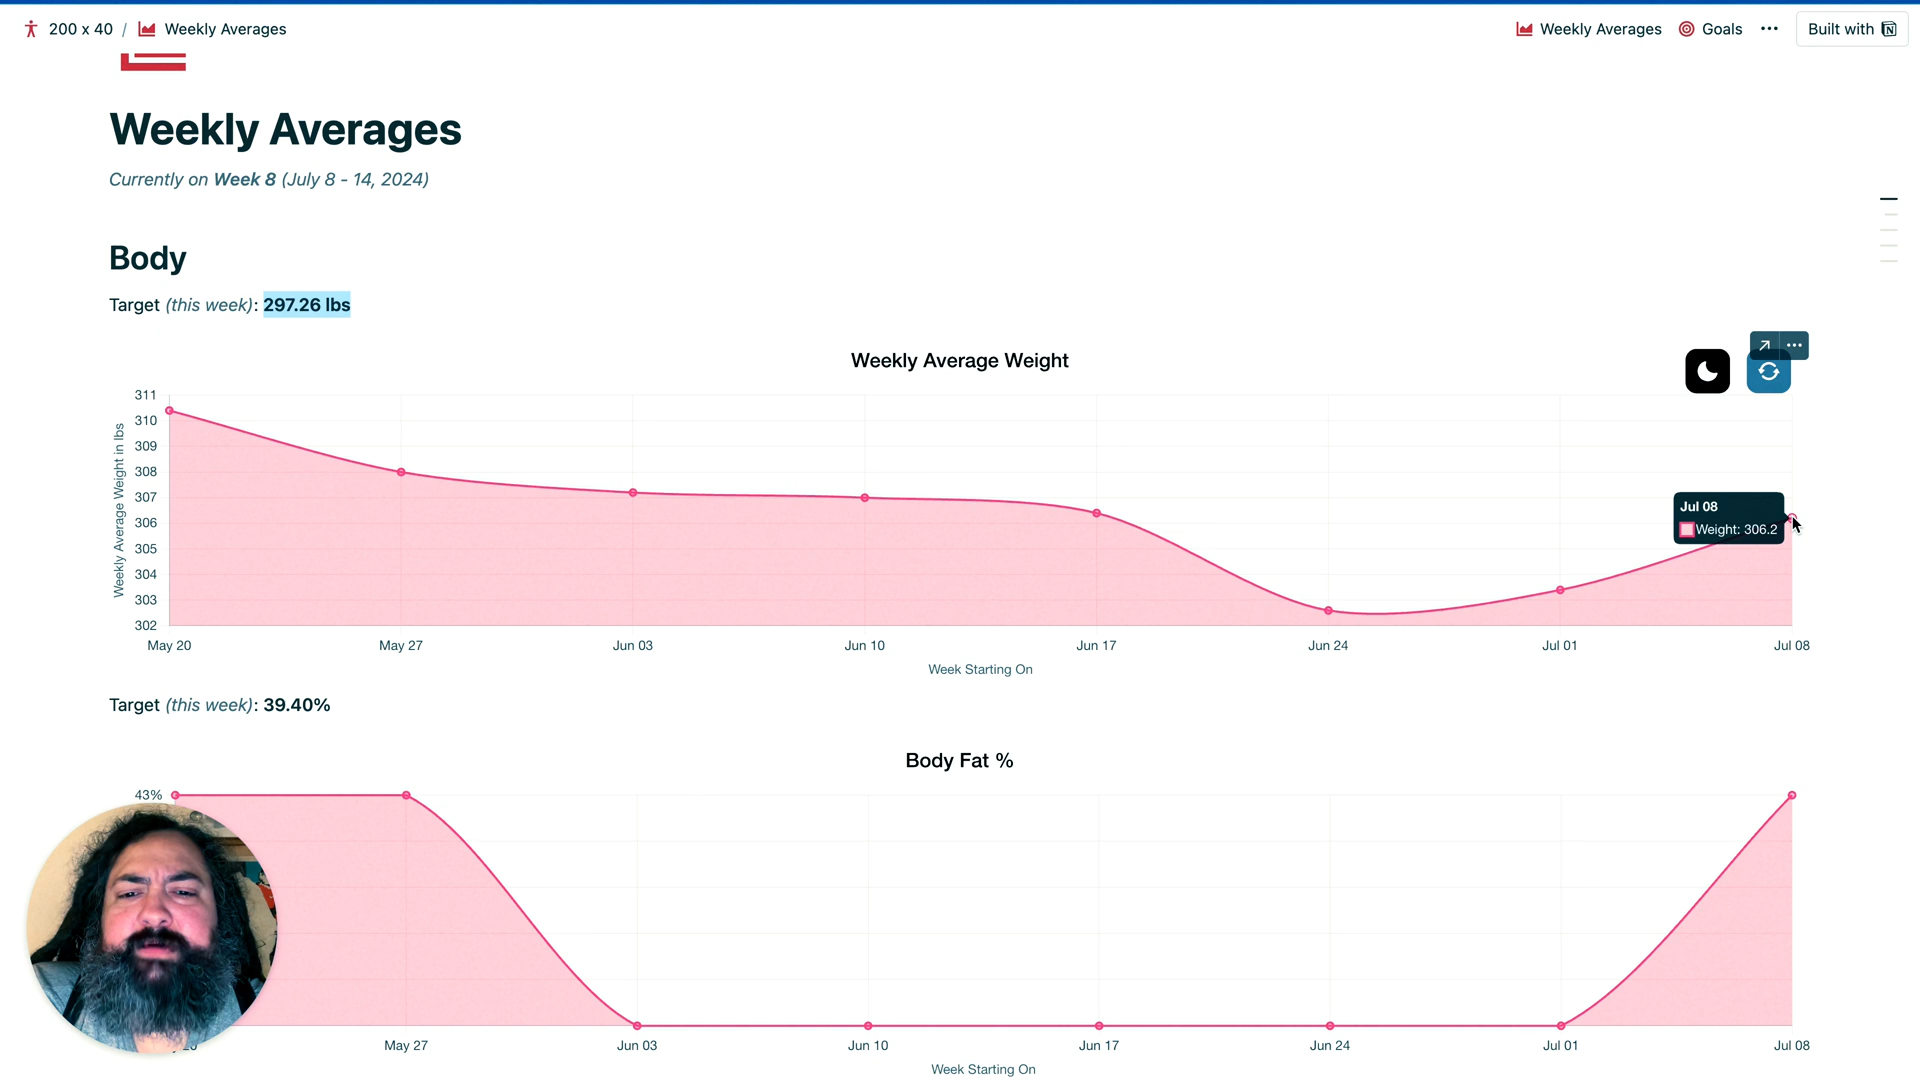 200 x 40 / Weekly Averages
Weekly Averages Goals ••• Built with N
Weekly Averages
Currently on Week 8 (July 8 - 14, 2024)
Body
Target (this week): 297.26 lbs
Weekly Average Weight
Weekly Average Weight in lbs
311
310
309
308
307
306
305
304
303
302
Jul 08
Weight: 306.2
May 20 May 27 Jun 03 Jun 10 Jun 17 Jun 24 Jul 01 Jul 08
Week Starting On
Target (this week): 39.40%
Body Fat %
43%
May 27 Jun 03 Jun 10 Jun 17 Jun 24 Jul 01 Jul 08
Week Starting On